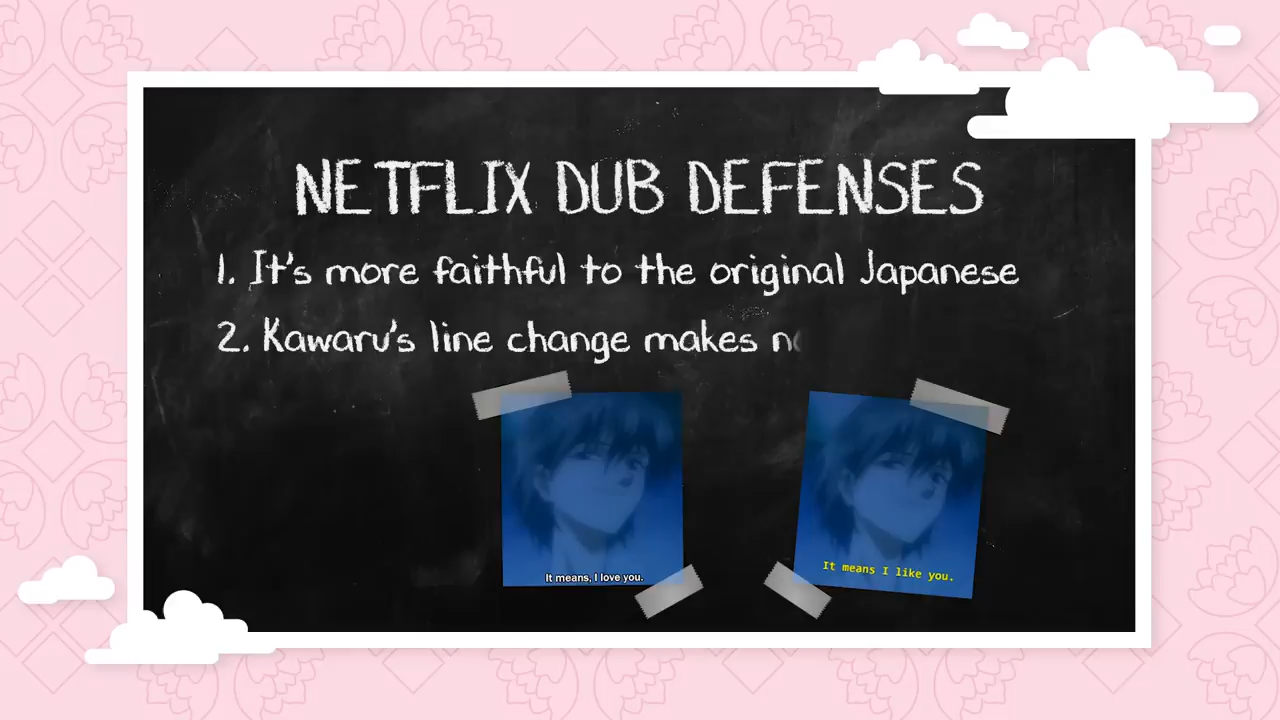 NETFLIX DUB DEFENSES
1. It's more faithful to the original Japanese
2. Kawaru's line change makes
It means, I love you.
It means I like you.